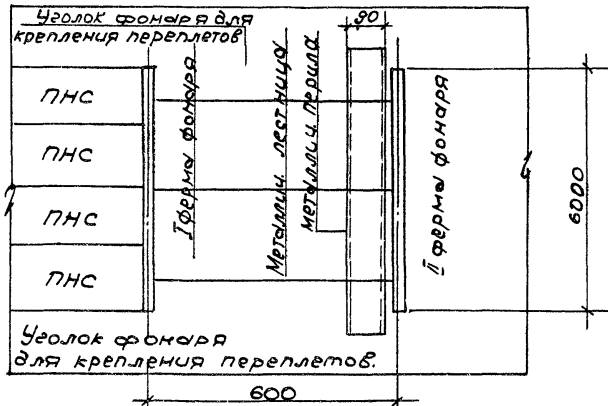 Уголок фонаря для
крепления переплетов
90
ПНС
ПНС
ПНС
ПНС
I ферма фонаря
Металлич. лестница
металлич. перила
II ферма фонаря
6000
Уголок фонаря
для крепления переплетов.
600